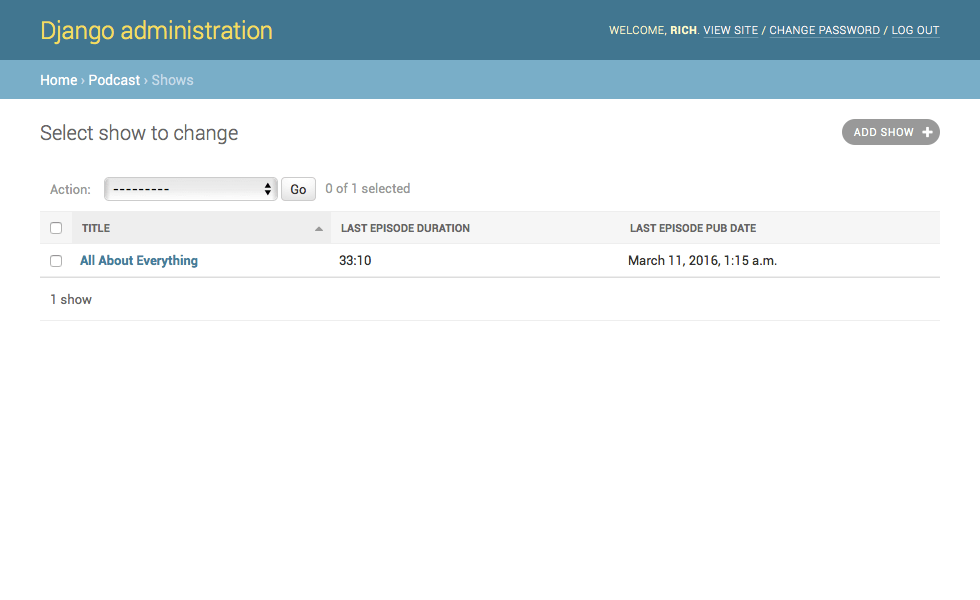 Django administration
WELCOME, RICH. VIEW SITE / CHANGE PASSWORD / LOG OUT
Home › Podcast › Shows
Select show to change
ADD SHOW +
Action: --------- Go 0 of 1 selected
TITLE LAST EPISODE DURATION LAST EPISODE PUB DATE
All About Everything 33:10 March 11, 2016, 1:15 a.m.
1 show